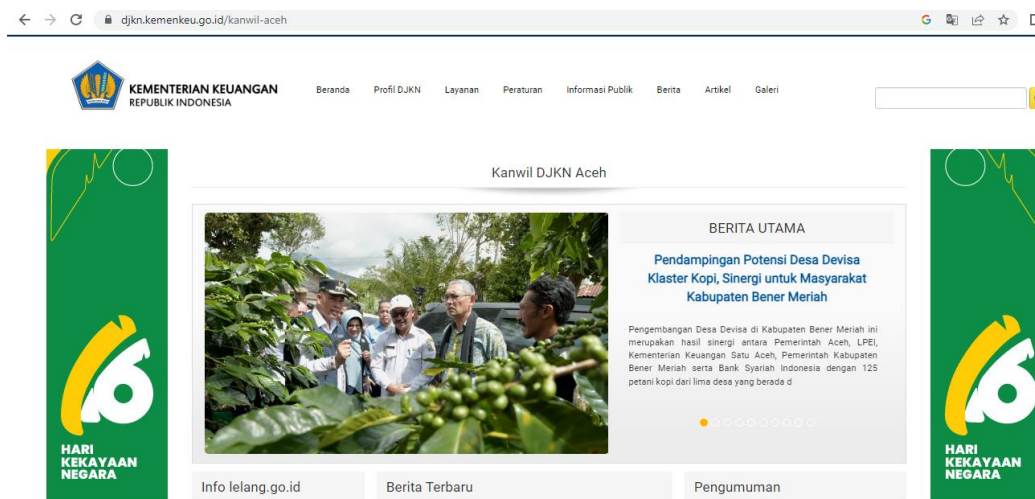 djkn.kemenkeu.go.id/kanwil-aceh
KEMENTERIAN KEUANGAN
REPUBLIK INDONESIA
Beranda Profil DJKN Layanan Peraturan Informasi Publik Berita Artikel Galeri
Kanwil DJKN Aceh
BERITA UTAMA
Pendampingan Potensi Desa Devisa
Klaster Kopi, Sinergi untuk Masyarakat
Kabupaten Bener Meriah
Pengembangan Desa Devisa di Kabupaten Bener Meriah ini
merupakan hasil sinergi antara Pemerintah Aceh, LPEI,
Kementerian Keuangan Satu Aceh, Pemerintah Kabupaten
Bener Meriah serta Bank Syariah Indonesia dengan 125
petani kopi dari lima desa yang berada d
16
HARI
KEKAYAAN
NEGARA
16
HARI
KEKAYAAN
NEGARA
Info lelang.go.id Berita Terbaru Pengumuman